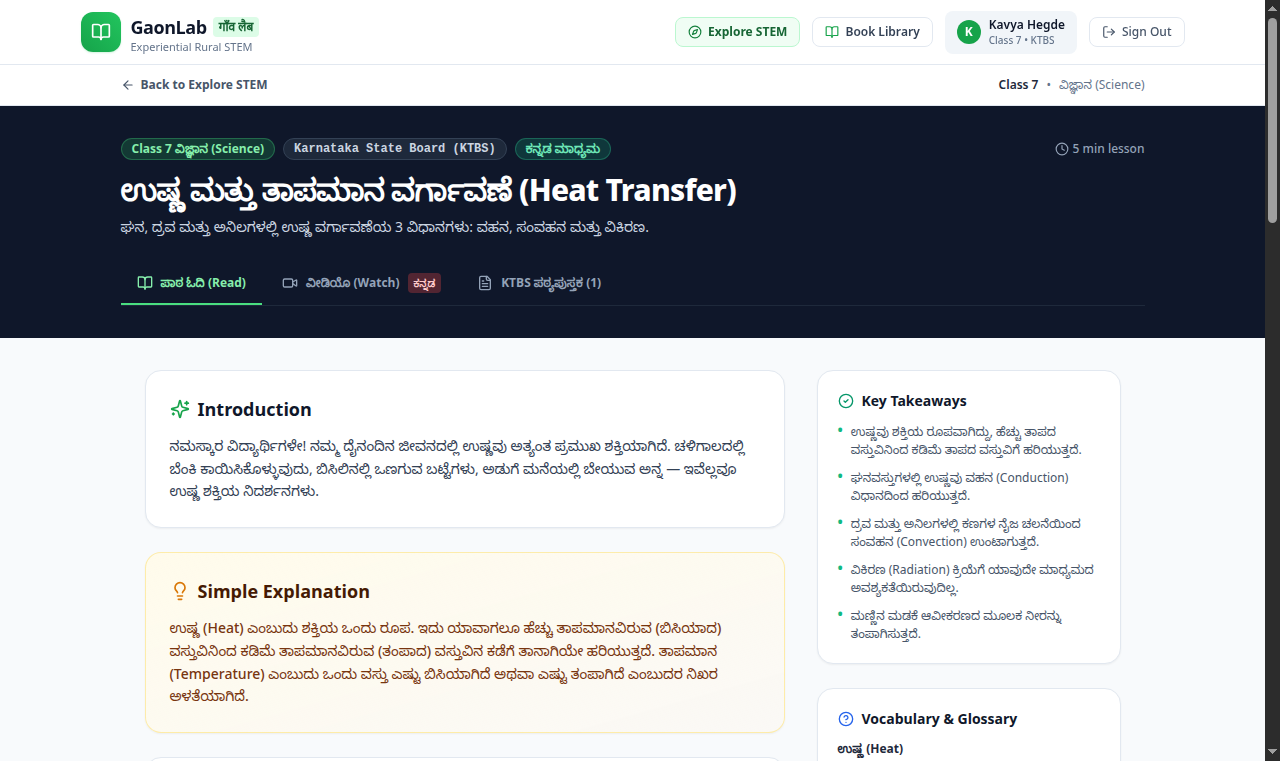 GaonLab गाँव लैब
Experiential Rural STEM
Explore STEM
Book Library
K
Kavya Hegde
Class 7 • KTBS
Sign Out
Back to Explore STEM
Class 7 • ವಿಜ್ಞಾನ (Science)
Class 7 ವಿಜ್ಞಾನ (Science)
Karnataka State Board (KTBS)
ಕನ್ನಡ ಮಾಧ್ಯಮ
5 min lesson
ಉಷ್ಣ ಮತ್ತು ತಾಪಮಾನ ವರ್ಗಾವಣೆ (Heat Transfer)
ಘನ, ದ್ರವ ಮತ್ತು ಅನಿಲಗಳಲ್ಲಿ ಉಷ್ಣ ವರ್ಗಾವಣೆಯ 3 ವಿಧಾನಗಳು: ವಹನ, ಸಂವಹನ ಮತ್ತು ವಿಕಿರಣ.
ಪಾಠ ಓದಿ (Read)
ವೀಡಿಯೊ (Watch) ಕನ್ನಡ
KTBS ಪಠ್ಯಪುಸ್ತಕ (1)
Introduction
ನಮಸ್ಕಾರ ವಿದ್ಯಾರ್ಥಿಗಳೇ! ನಮ್ಮ ದೈನಂದಿನ ಜೀವನದಲ್ಲಿ ಉಷ್ಣವು ಅತ್ಯಂತ ಪ್ರಮುಖ ಶಕ್ತಿಯಾಗಿದೆ. ಚಳಿಗಾಲದಲ್ಲಿ
ಬೆಂಕಿ ಕಾಯಿಸಿಕೊಳ್ಳುವುದು, ಬಿಸಿಲಿನಲ್ಲಿ ಒಣಗುವ ಬಟ್ಟೆಗಳು, ಅಡುಗೆ ಮನೆಯಲ್ಲಿ ಬೇಯುವ ಅನ್ನ — ಇವೆಲ್ಲವೂ
ಉಷ್ಣ ಶಕ್ತಿಯ ನಿದರ್ಶನಗಳು.
Simple Explanation
ಉಷ್ಣ (Heat) ಎಂಬುದು ಶಕ್ತಿಯ ಒಂದು ರೂಪ. ಇದು ಯಾವಾಗಲೂ ಹೆಚ್ಚು ತಾಪಮಾನವಿರುವ (ಬಿಸಿಯಾದ)
ವಸ್ತುವಿನಿಂದ ಕಡಿಮೆ ತಾಪಮಾನವಿರುವ (ತಂಪಾದ) ವಸ್ತುವಿನ ಕಡೆಗೆ ತಾನಾಗಿಯೇ ಹರಿಯುತ್ತದೆ. ತಾಪಮಾನ
(Temperature) ಎಂಬುದು ಒಂದು ವಸ್ತು ಎಷ್ಟು ಬಿಸಿಯಾಗಿದೆ ಅಥವಾ ಎಷ್ಟು ತಂಪಾಗಿದೆ ಎಂಬುದರ ನಿಖರ
ಅಳತೆಯಾಗಿದೆ.
Key Takeaways
• ಉಷ್ಣವು ಶಕ್ತಿಯ ರೂಪವಾಗಿದ್ದು, ಹೆಚ್ಚು ತಾಪದ
ವಸ್ತುವಿನಿಂದ ಕಡಿಮೆ ತಾಪದ ವಸ್ತುವಿಗೆ ಹರಿಯುತ್ತದೆ.
• ಘನವಸ್ತುಗಳಲ್ಲಿ ಉಷ್ಣವು ವಹನ (Conduction)
ವಿಧಾನದಿಂದ ಹರಿಯುತ್ತದೆ.
• ದ್ರವ ಮತ್ತು ಅನಿಲಗಳಲ್ಲಿ ಕಣಗಳ ನೈಜ ಚಲನೆಯಿಂದ
ಸಂವಹನ (Convection) ಉಂಟಾಗುತ್ತದೆ.
• ವಿಕಿರಣ (Radiation) ಕ್ರಿಯೆಗೆ ಯಾವುದೇ ಮಾಧ್ಯಮದ
ಅವಶ್ಯಕತೆಯಿರುವುದಿಲ್ಲ.
• ಮಣ್ಣಿನ ಮಡಕೆ ಆವೀಕರಣದ ಮೂಲಕ ನೀರನ್ನು
ತಂಪಾಗಿಸುತ್ತದೆ.
Vocabulary & Glossary
ಉಷ್ಣ (Heat)